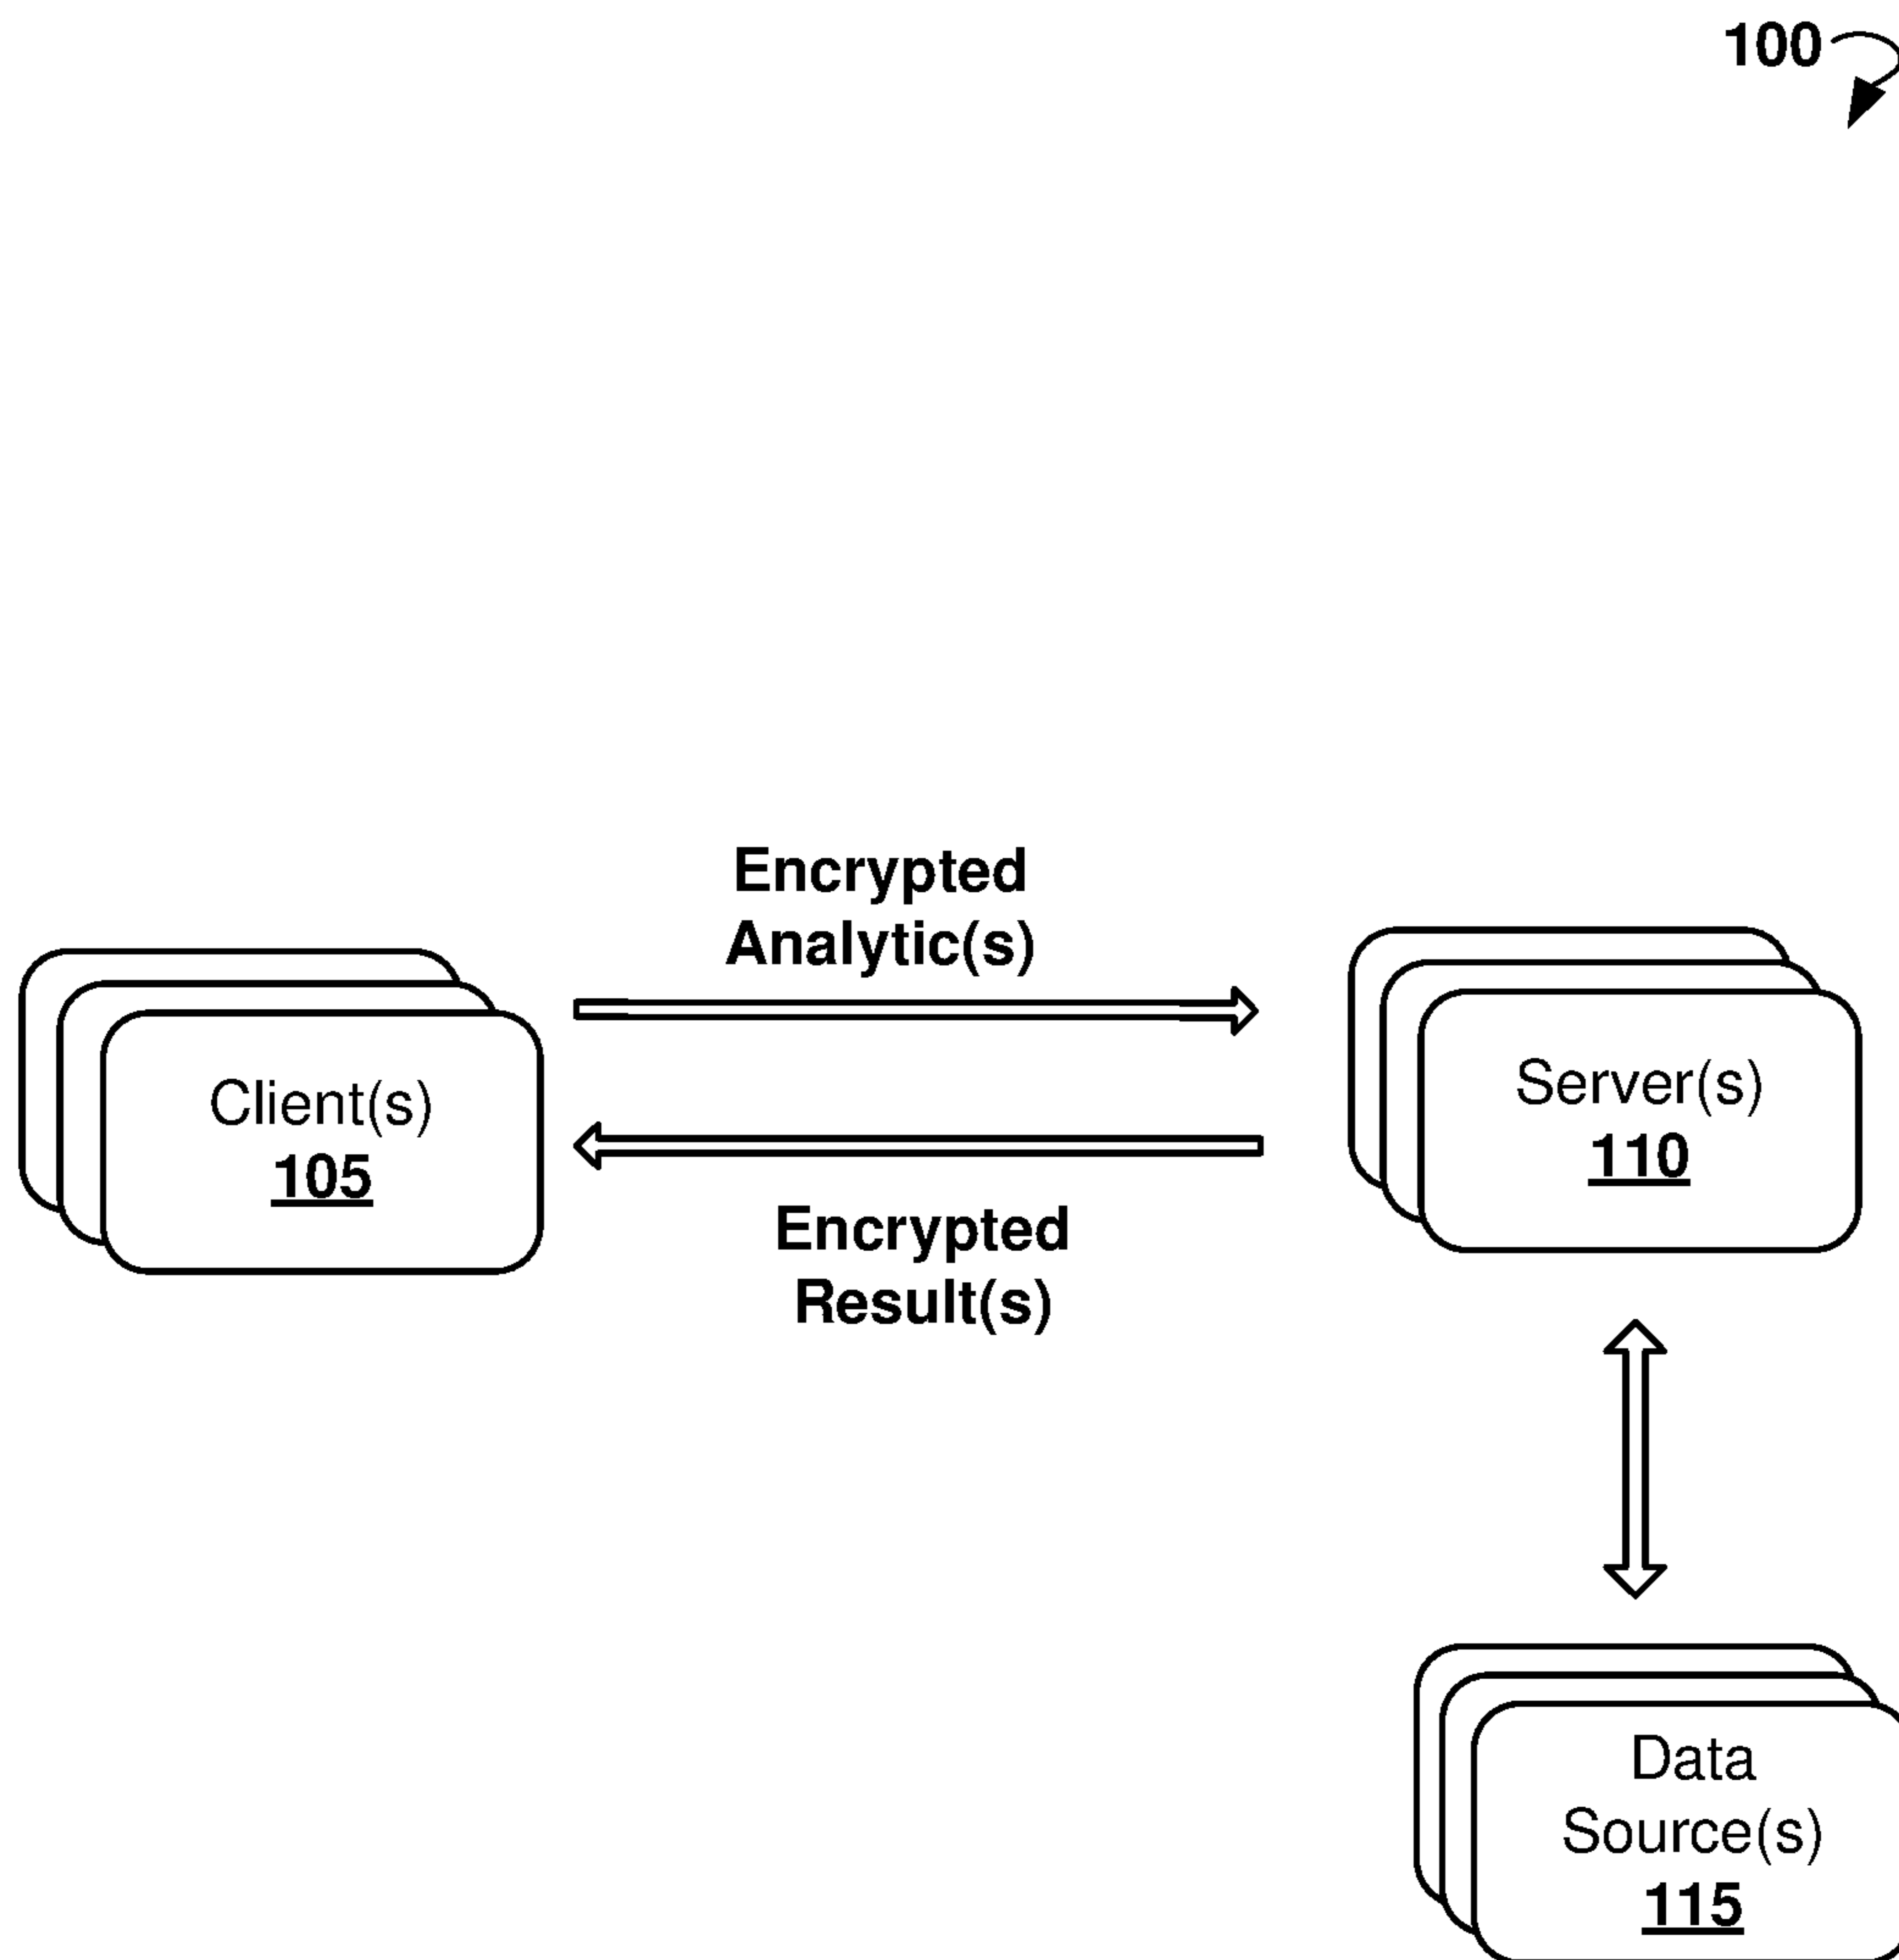 100
Encrypted
Analytic(s)
Client(s)
105
Server(s)
110
Encrypted
Result(s)
Data
Source(s)
115